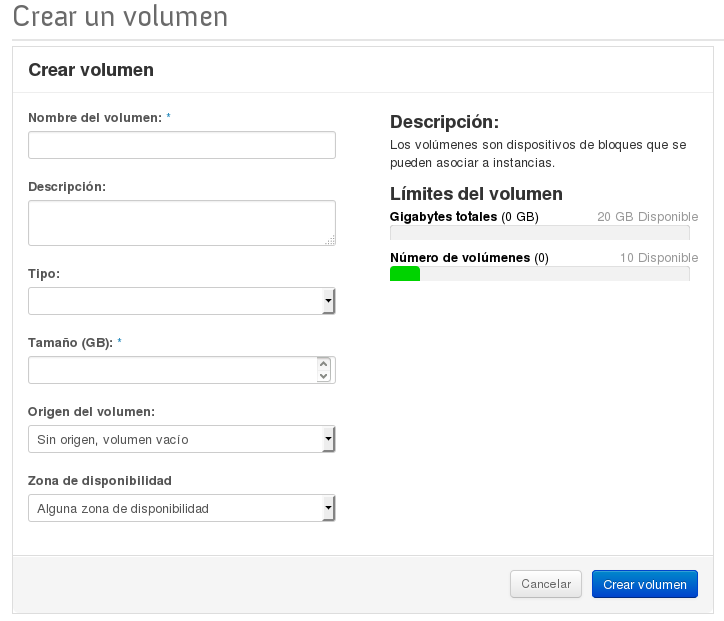 Crear un volumen
Crear volumen
Nombre del volumen: *
Descripción:
Tipo:
Tamaño (GB): *
Origen del volumen:
Sin origen, volumen vacío
Zona de disponibilidad
Alguna zona de disponibilidad
Descripción:
Los volúmenes son dispositivos de bloques que se
pueden asociar a instancias.
Límites del volumen
Gigabytes totales (0 GB) 20 GB Disponible
Número de volúmenes (0) 10 Disponible
Cancelar Crear volumen